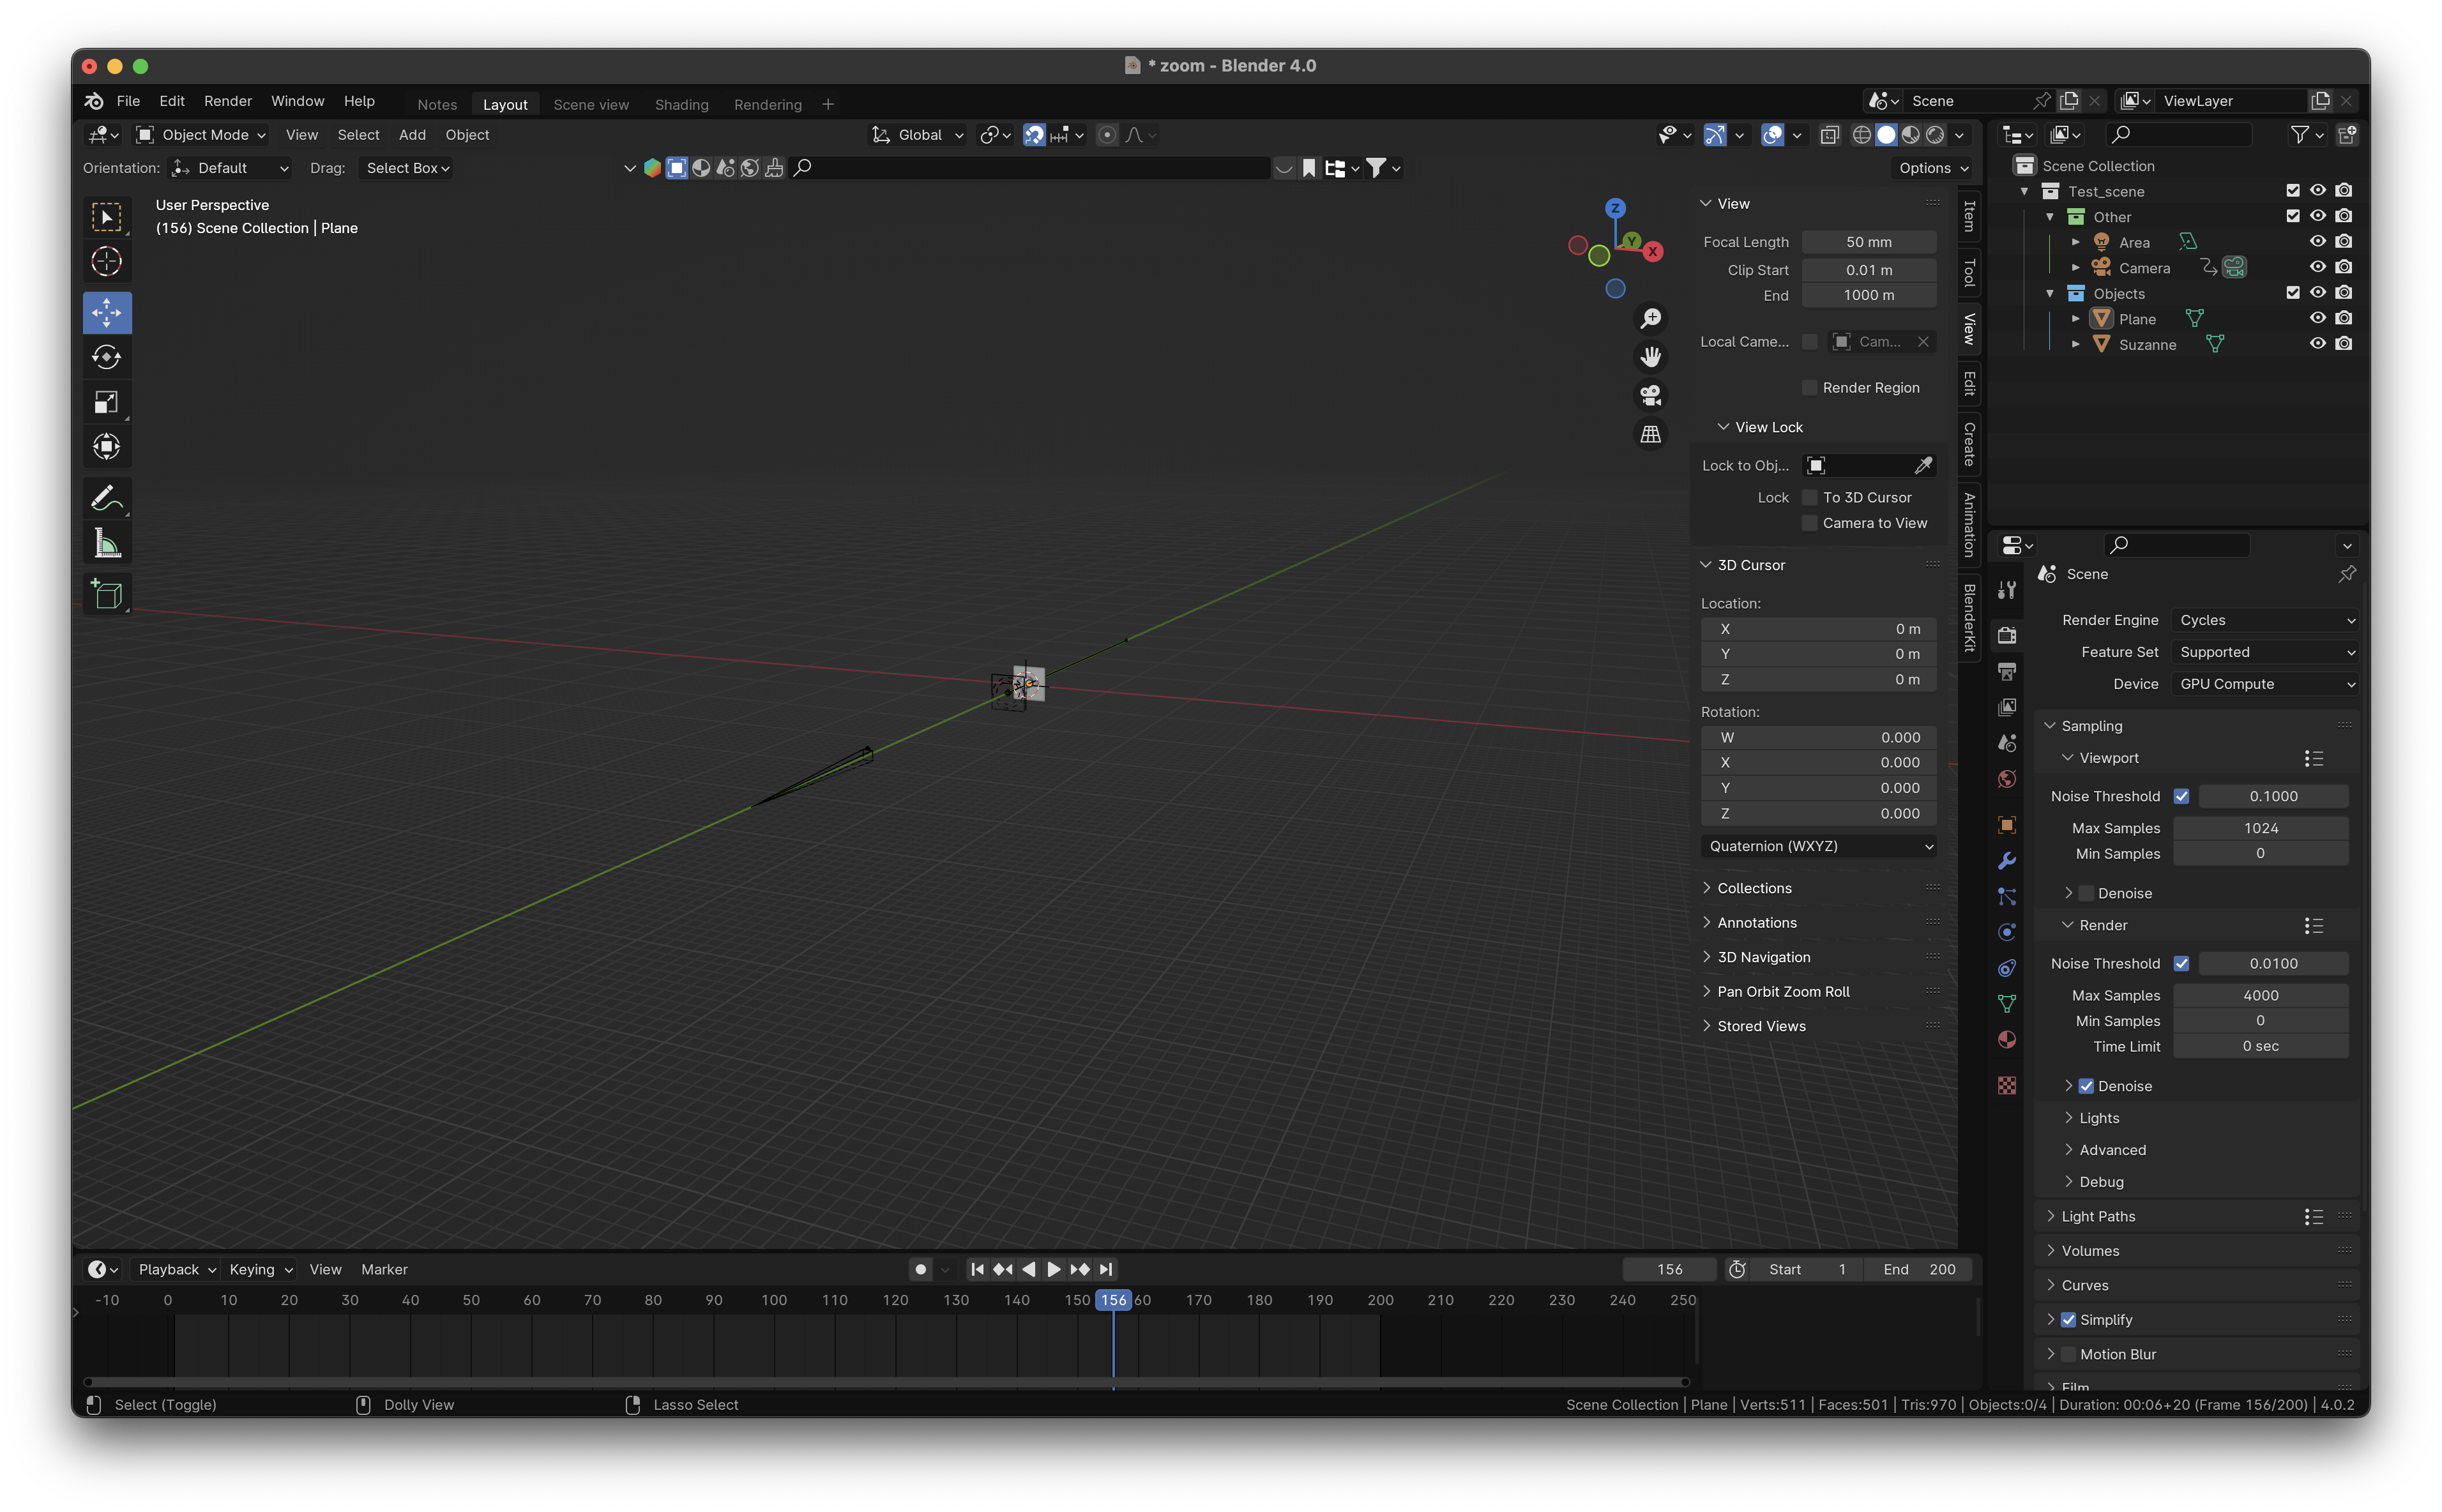 * zoom - Blender 4.0
File Edit Render Window Help Notes Layout Scene view Shading Rendering + Scene ViewLayer
Object Mode View Select Add Object Global
Orientation: Default Drag: Select Box Options
User Perspective
(156) Scene Collection | Plane
Z
Y
X
View
Focal Length 50 mm
Clip Start 0.01 m
End 1000 m
Local Came... Cam...
Render Region
View Lock
Lock to Obj...
Lock To 3D Cursor
Camera to View
3D Cursor
Location:
X 0 m
Y 0 m
Z 0 m
Rotation:
W 0.000
X 0.000
Y 0.000
Z 0.000
Quaternion (WXYZ)
Collections
Annotations
3D Navigation
Pan Orbit Zoom Roll
Stored Views
Item
Tool
View
Edit
Create
Animation
BlenderKit
Scene Collection
Test_scene
Other
Area
Camera
Objects
Plane
Suzanne
Scene
Render Engine Cycles
Feature Set Supported
Device GPU Compute
Sampling
Viewport
Noise Threshold 0.1000
Max Samples 1024
Min Samples 0
Denoise
Render
Noise Threshold 0.0100
Max Samples 4000
Min Samples 0
Time Limit 0 sec
Denoise
Lights
Advanced
Debug
Light Paths
Volumes
Curves
Simplify
Motion Blur
Film
Playback Keying View Marker 156 Start 1 End 200
-10 0 10 20 30 40 50 60 70 80 90 100 110 120 130 140 150 156 60 170 180 190 200 210 220 230 240 250
Select (Toggle) Dolly View Lasso Select Scene Collection | Plane | Verts:511 | Faces:501 | Tris:970 | Objects:0/4 | Duration: 00:06+20 (Frame 156/200) | 4.0.2